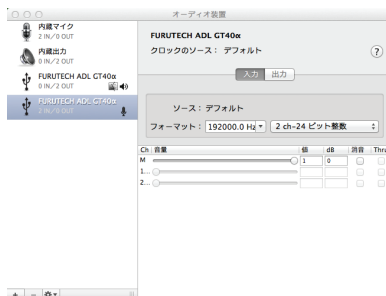 オーディオ装置
内蔵マイク
2 IN/0 OUT
内蔵出力
0 IN/2 OUT
FURUTECH ADL GT40α
0 IN/2 OUT
FURUTECH ADL GT40α
2 IN/0 OUT
FURUTECH ADL GT40α
クロックのソース： デフォルト
?
入力 出力
ソース： デフォルト
フォーマット： 192000.0 Hz 2 ch-24 ビット整数
Ch 音量 値 dB 消音 Thru
M 1 0
1...
2...